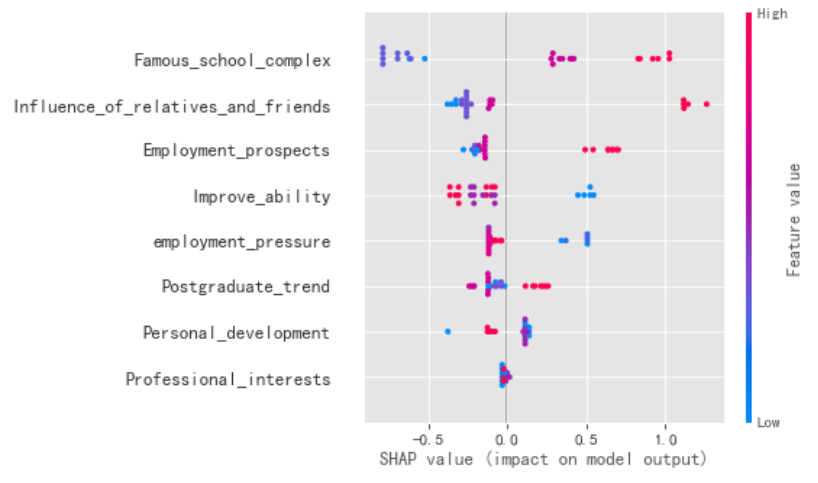 High
Famous_school_complex
Influence_of_relatives_and_friends
Employment_prospects
Improve_ability
employment_pressure
Postgraduate_trend
Personal_development
Professional_interests
Feature value
Low
-0.5 0.0 0.5 1.0
SHAP value (impact on model output)